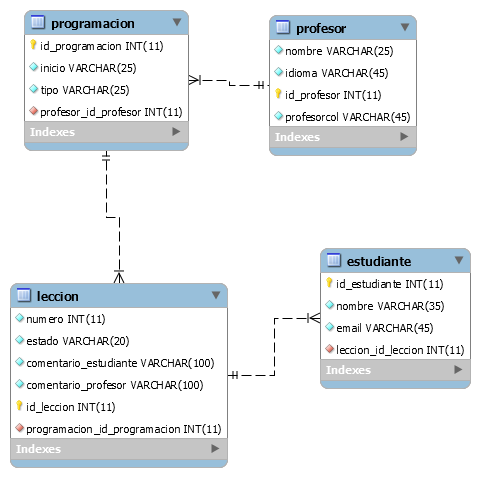 programacion
id_programacion INT(11)
inicio VARCHAR(25)
tipo VARCHAR(25)
profesor_id_profesor INT(11)
Indexes
profesor
nombre VARCHAR(25)
idioma VARCHAR(45)
id_profesor INT(11)
profesorcol VARCHAR(45)
Indexes
leccion
numero INT(11)
estado VARCHAR(20)
comentario_estudiante VARCHAR(100)
comentario_profesor VARCHAR(100)
id_leccion INT(11)
programacion_id_programacion INT(11)
Indexes
estudiante
id_estudiante INT(11)
nombre VARCHAR(35)
email VARCHAR(45)
leccion_id_leccion INT(11)
Indexes